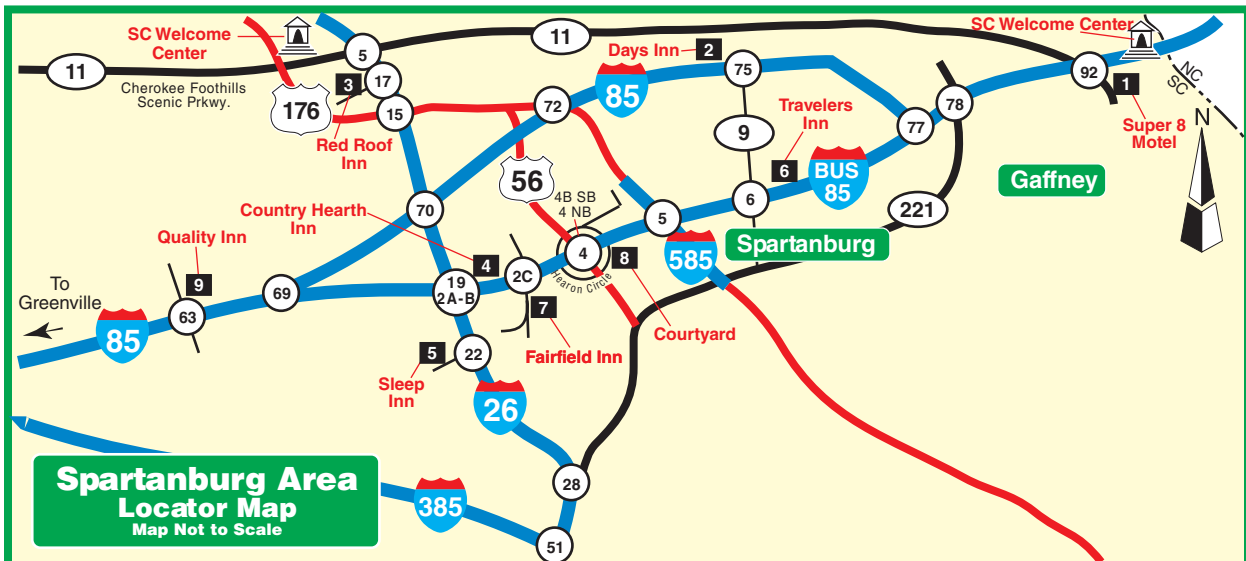 SC Welcome
Center
11
5
17
3
176
15
Cherokee Foothills
Scenic Prkwy.
Red Roof
Inn
11
Days Inn
2
75
85
72
9
Travelers
Inn
6
BUS
85
77
78
SC Welcome Center
92
1
Super 8
Motel
NC
SC
N
Gaffney
221
6
5
Spartanburg
585
56
4B SB
4 NB
4
Hearon Circle
8
Courtyard
70
Country Hearth
Inn
4
2C
7
Fairfield Inn
19
2A-B
Quality Inn
9
63
69
To
Greenville
85
5
Sleep
Inn
22
26
28
51
385
Spartanburg Area
Locator Map
Map Not to Scale